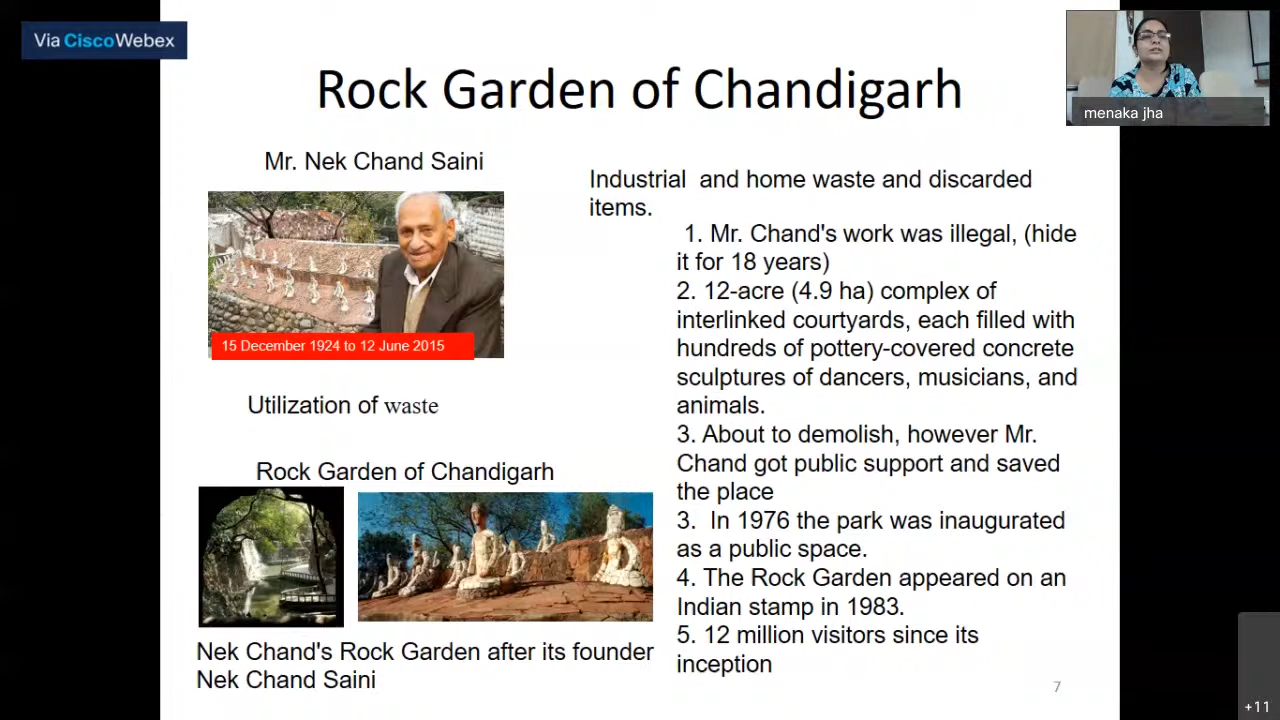 Via CiscoWebex
Rock Garden of Chandigarh
menaka jha
Mr. Nek Chand Saini
15 December 1924 to 12 June 2015
Utilization of waste
Rock Garden of Chandigarh
Nek Chand's Rock Garden after its founder
Nek Chand Saini
Industrial and home waste and discarded
items.
1. Mr. Chand's work was illegal, (hide
it for 18 years)
2. 12-acre (4.9 ha) complex of
interlinked courtyards, each filled with
hundreds of pottery-covered concrete
sculptures of dancers, musicians, and
animals.
3. About to demolish, however Mr.
Chand got public support and saved
the place
3. In 1976 the park was inaugurated
as a public space.
4. The Rock Garden appeared on an
Indian stamp in 1983.
5. 12 million visitors since its
inception
7
+11